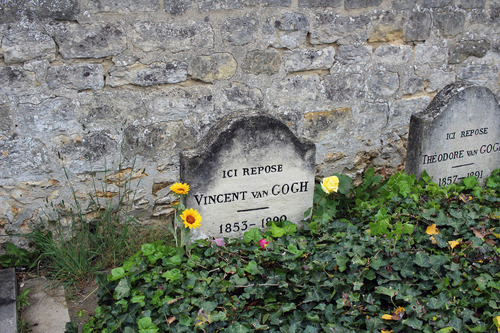 ICI REPOSE
VINCENT VAN GOGH
1853 - 1890
ICI REPOSE
THÉODORE VAN GOGH
1857 - 1891